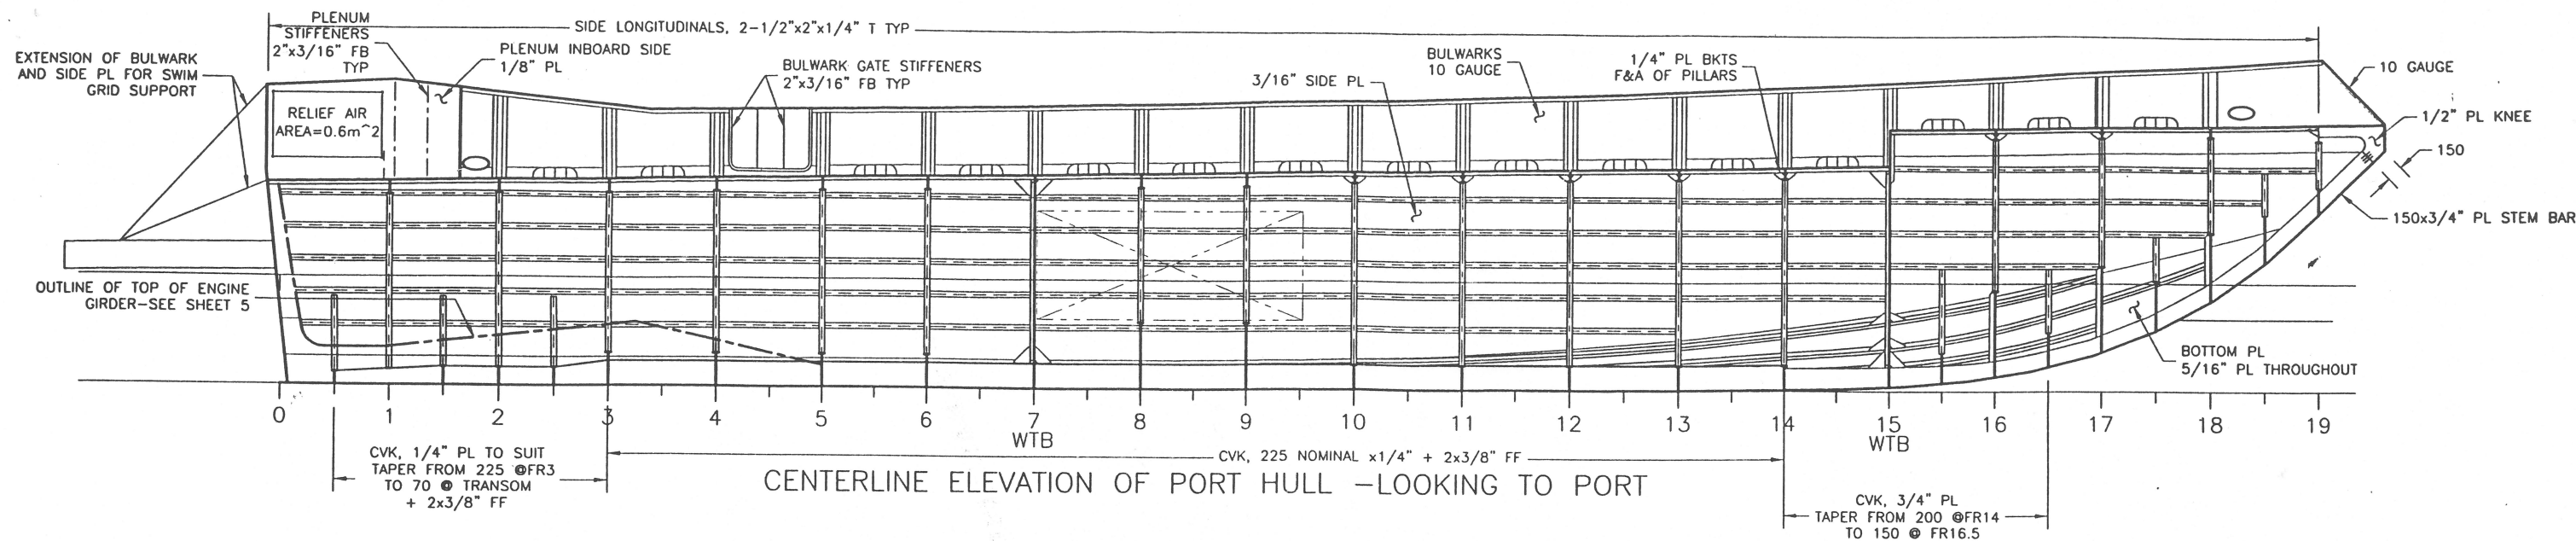 PLENUM
STIFFENERS
2"x3/16" FB
TYP
SIDE LONGITUDINALS, 2-1/2"x2"x1/4" T TYP
EXTENSION OF BULWARK
AND SIDE PL FOR SWIM
GRID SUPPORT
PLENUM INBOARD SIDE
1/8" PL
BULWARK GATE STIFFENERS
2"x3/16" FB TYP
3/16" SIDE PL
BULWARKS
10 GAUGE
1/4" PL BKTS
F&A OF PILLARS
10 GAUGE
1/2" PL KNEE
150
150x3/4" PL STEM BAR
RELIEF AIR
AREA=0.6m^2
OUTLINE OF TOP OF ENGINE
GIRDER-SEE SHEET 5
BOTTOM PL
5/16" PL THROUGHOUT
0 1 2 3 4 5 6 7 8 9 10 11 12 13 14 15 16 17 18 19
WTB WTB
CVK, 1/4" PL TO SUIT
TAPER FROM 225 @FR3
TO 70 @ TRANSOM
+ 2x3/8" FF
CVK, 225 NOMINAL x1/4" + 2x3/8" FF
CENTERLINE ELEVATION OF PORT HULL -LOOKING TO PORT
CVK, 3/4" PL
TAPER FROM 200 @FR14
TO 150 @ FR16.5